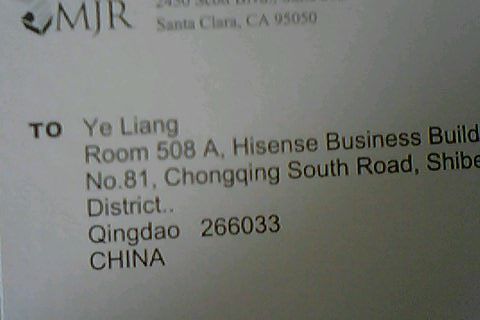 MJR
Santa Clara, CA 95050
TO Ye Liang
Room 508 A, Hisense Business Build
No.81, Chongqing South Road, Shibe
District..
Qingdao 266033
CHINA